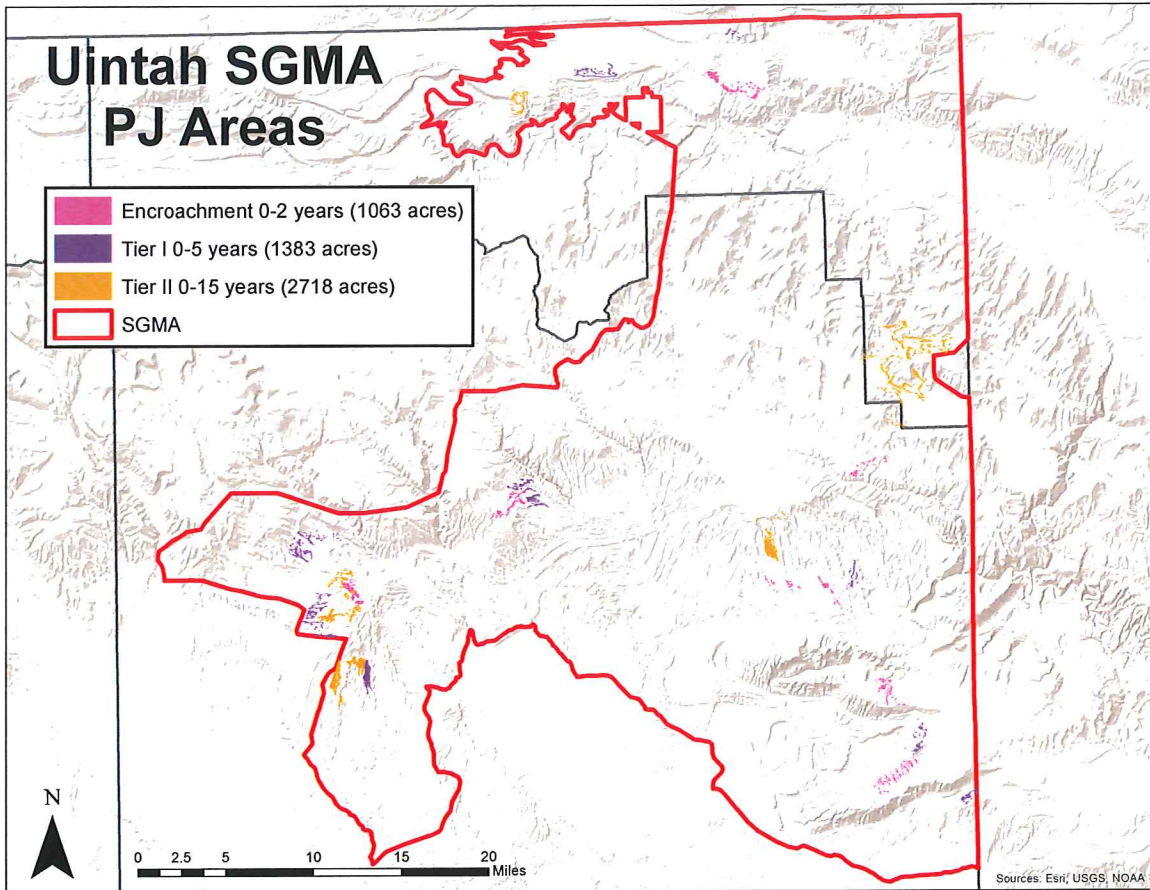 Uintah SGMA
PJ Areas
Encroachment 0-2 years (1063 acres)
Tier I 0-5 years (1383 acres)
Tier II 0-15 years (2718 acres)
SGMA
N
0 2.5 5 10 15 20
Miles
Sources: Esri, USGS, NOAA